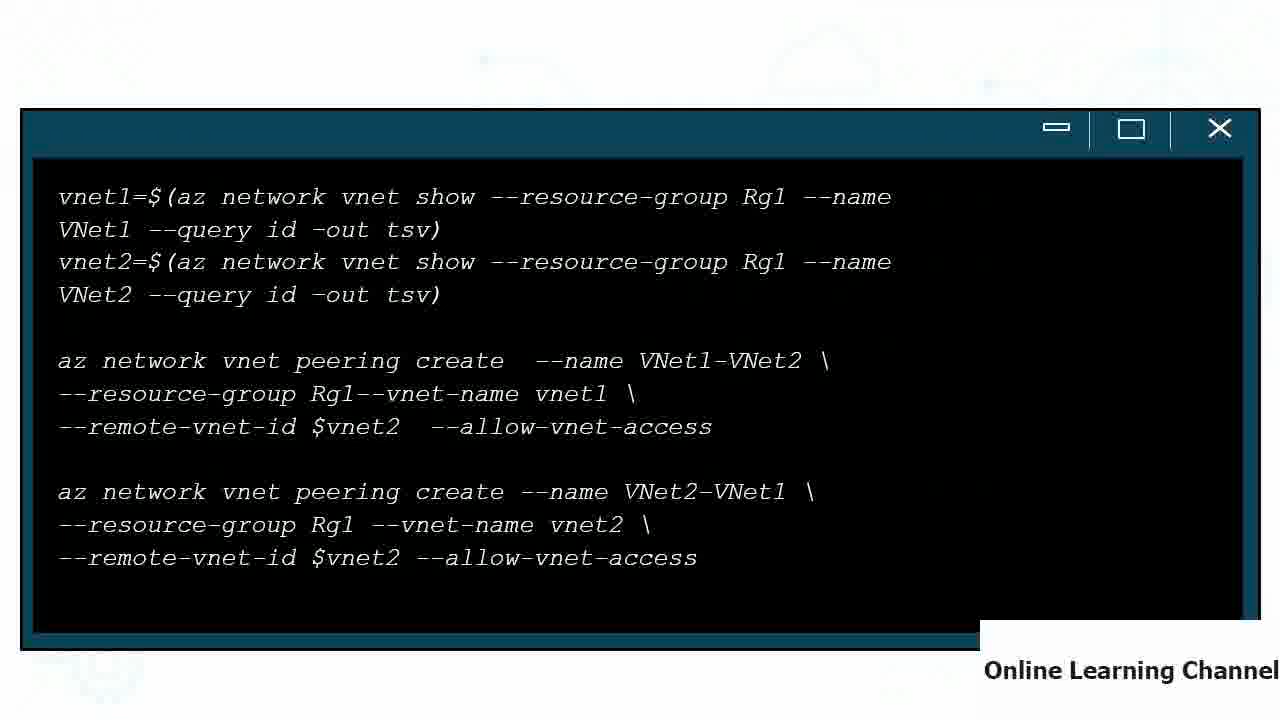 vnet1=$(az network vnet show --resource-group Rg1 --name
VNet1 --query id -out tsv)
vnet2=$(az network vnet show --resource-group Rg1 --name
VNet2 --query id -out tsv)
az network vnet peering create --name VNet1-VNet2 \
--resource-group Rg1--vnet-name vnet1 \
--remote-vnet-id $vnet2 --allow-vnet-access
az network vnet peering create --name VNet2-VNet1 \
--resource-group Rg1 --vnet-name vnet2 \
--remote-vnet-id $vnet2 --allow-vnet-access
Online Learning Channel